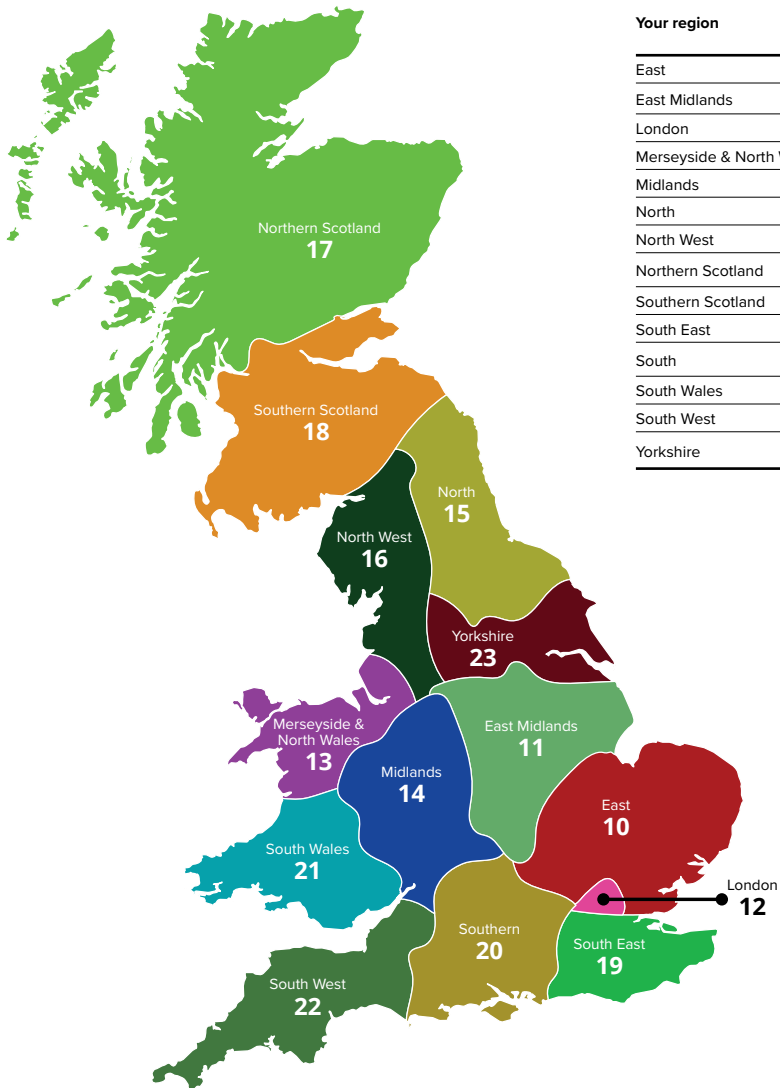 Your region
East
East Midlands
London
Merseyside & North
Midlands
North
North West
Northern Scotland
Southern Scotland
South East
South
South Wales
South West
Yorkshire
Northern Scotland
17
Southern Scotland
18
North
15
North West
16
Yorkshire
23
Merseyside &
North Wales
13
East Midlands
11
Midlands
14
East
10
South Wales
21
London
12
Southern
20
South East
19
South West
22